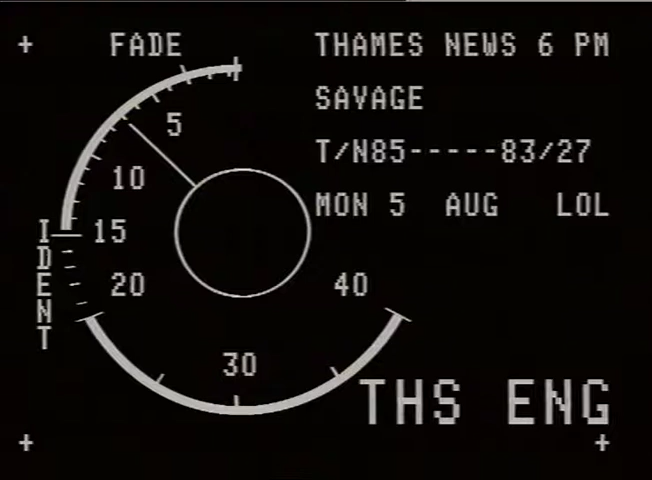 + FADE THAMES NEWS 6 PM
SAVAGE
5
T/N85-----83/27
10
MON 5 AUG LOL
15
20
40
IDENT
30
THS ENG
+ +